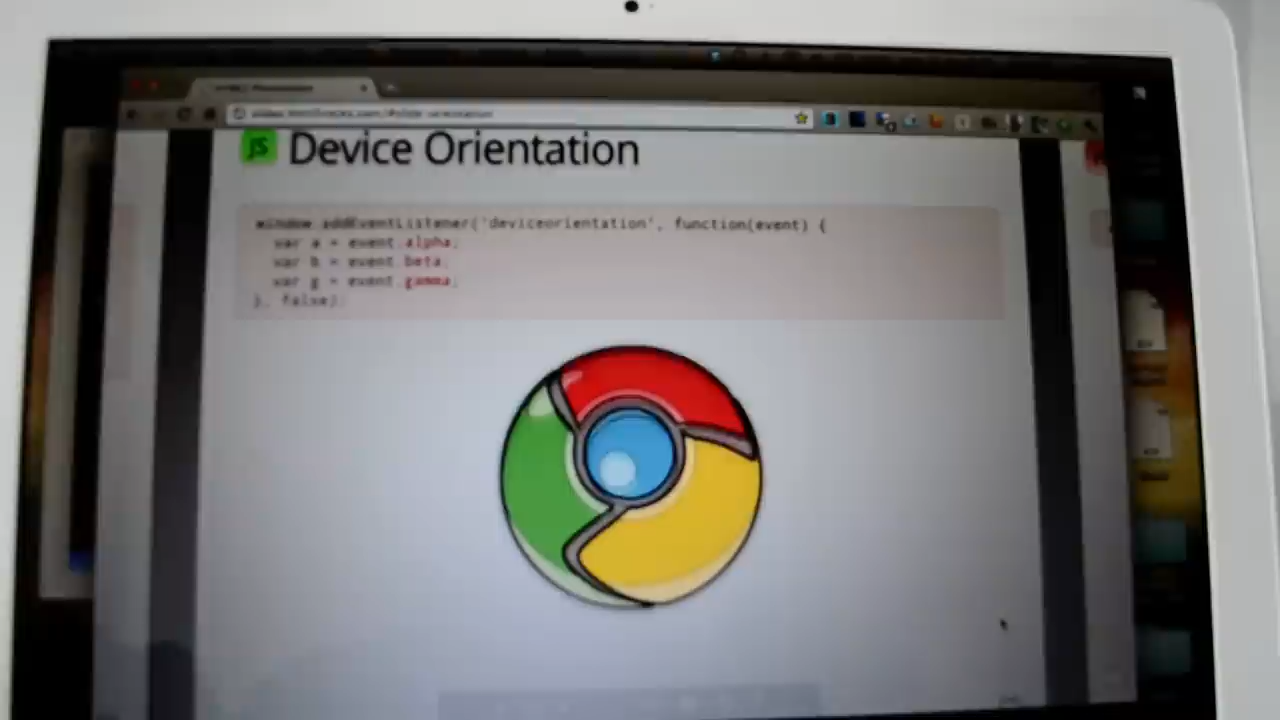 JS Device Orientation
window.addEventListener('deviceorientation', function(event) {
var a = event.alpha;
var b = event.beta;
var g = event.gamma;
}, false);